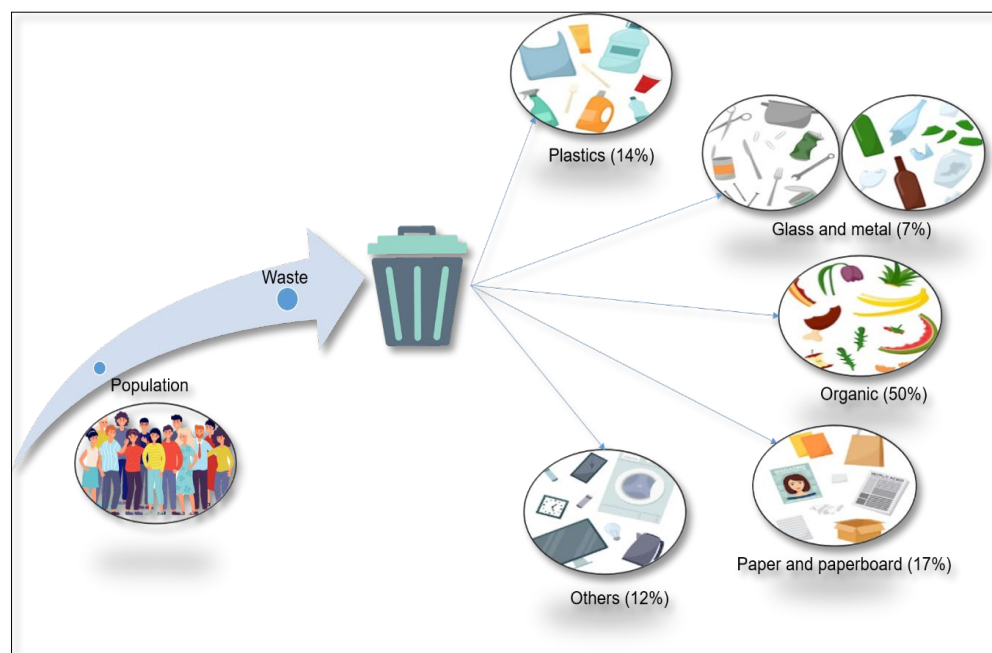 Plastics (14%)
Glass and metal (7%)
Waste
Population
Organic (50%)
Paper and paperboard (17%)
Others (12%)